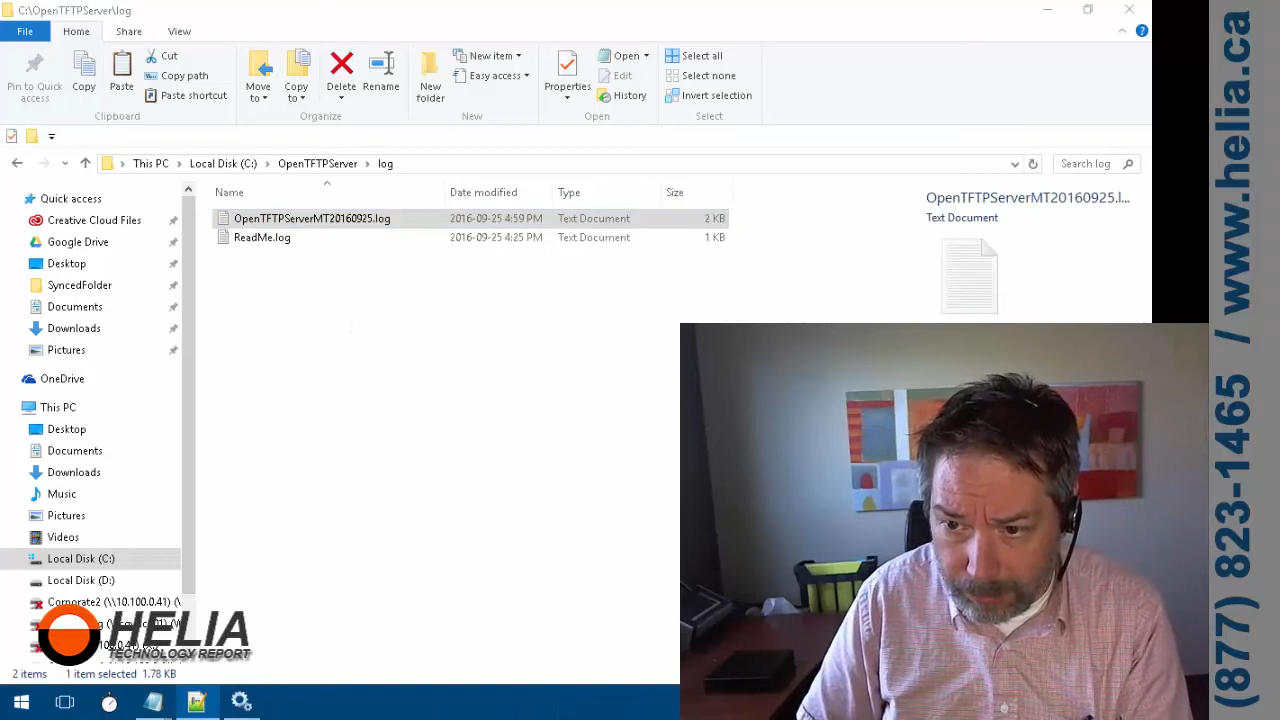 C:\OpenTFTPServer\log
File
Home
Share
View
Pin to Quick access
Copy
Paste
Cut
Copy path
Paste shortcut
Clipboard
Move to
Copy to
Delete
Rename
Organize
New folder
New item
Easy access
New
Properties
Open
Edit
History
Open
Select all
Select none
Invert selection
Select
This PC
Local Disk (C:)
OpenTFTPServer
log
Search log
Name
Date modified
Type
Size
OpenTFTPServerMT20160925.log 2016-09-25 4:59 PM Text Document 2 KB
ReadMe.log 2016-09-25 4:25 PM Text Document 1 KB
OpenTFTPServerMT20160925.l...
Text Document
Quick access
Creative Cloud Files
Google Drive
Desktop
SyncedFolder
Documents
Downloads
Pictures
OneDrive
This PC
Desktop
Documents
Downloads
Music
Pictures
Videos
Local Disk (C:)
Local Disk (D:)
Corporate2 (\\10.100.0.41) (\
HELIA
TECHNOLOGY REPORT
2 items
1 item selected 1.78 KB
(877) 823-1465 / www.helia.ca